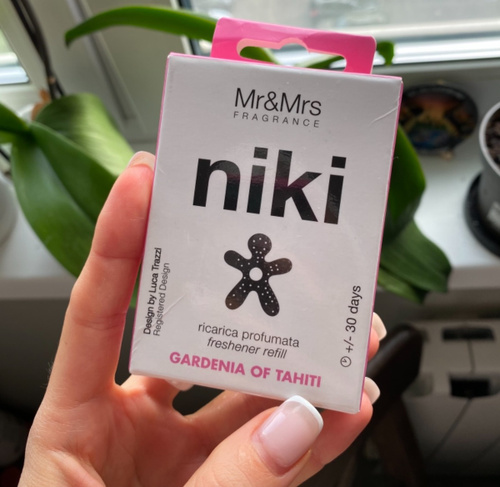 Mr&Mrs
FRAGRANCE
niki
Design by Luca Trazzi
Registered Design
+/- 30 days
ricarica profumata
freshener refill
GARDENIA OF TAHITI